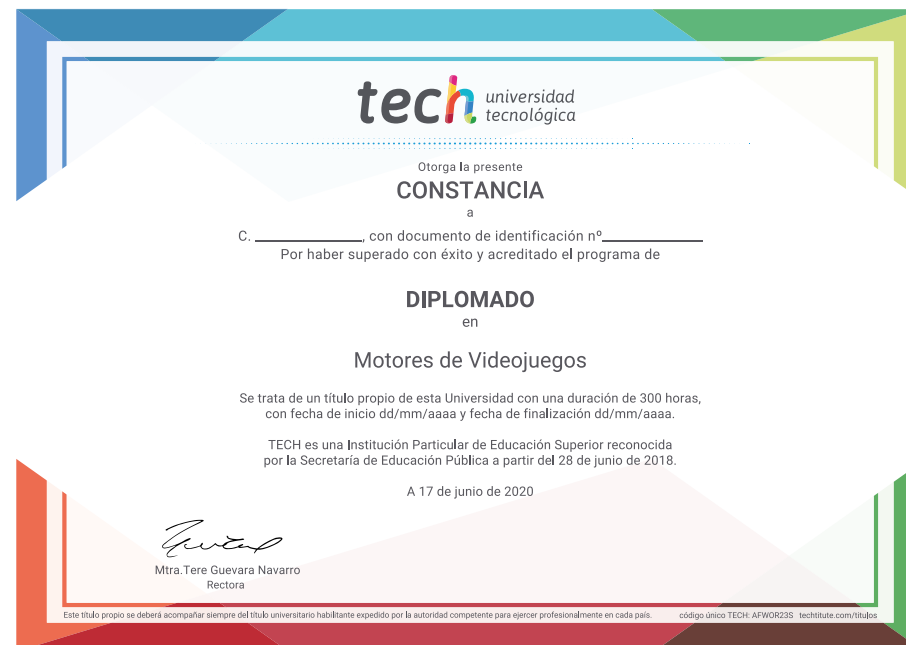 tech universidad
tecnológica
Otorga la presente
CONSTANCIA
a
C. ______________, con documento de identificación nº_____________
Por haber superado con éxito y acreditado el programa de
DIPLOMADO
en
Motores de Videojuegos
Se trata de un título propio de esta Universidad con una duración de 300 horas,
con fecha de inicio dd/mm/aaaa y fecha de finalización dd/mm/aaaa.
TECH es una Institución Particular de Educación Superior reconocida
por la Secretaría de Educación Pública a partir del 28 de junio de 2018.
A 17 de junio de 2020
Mtra.Tere Guevara Navarro
Rectora
Este título propio se deberá acompañar siempre del título universitario habilitante expedido por la autoridad competente para ejercer profesionalmente en cada país. código único TECH: AFWOR23S techtitute.com/titulos